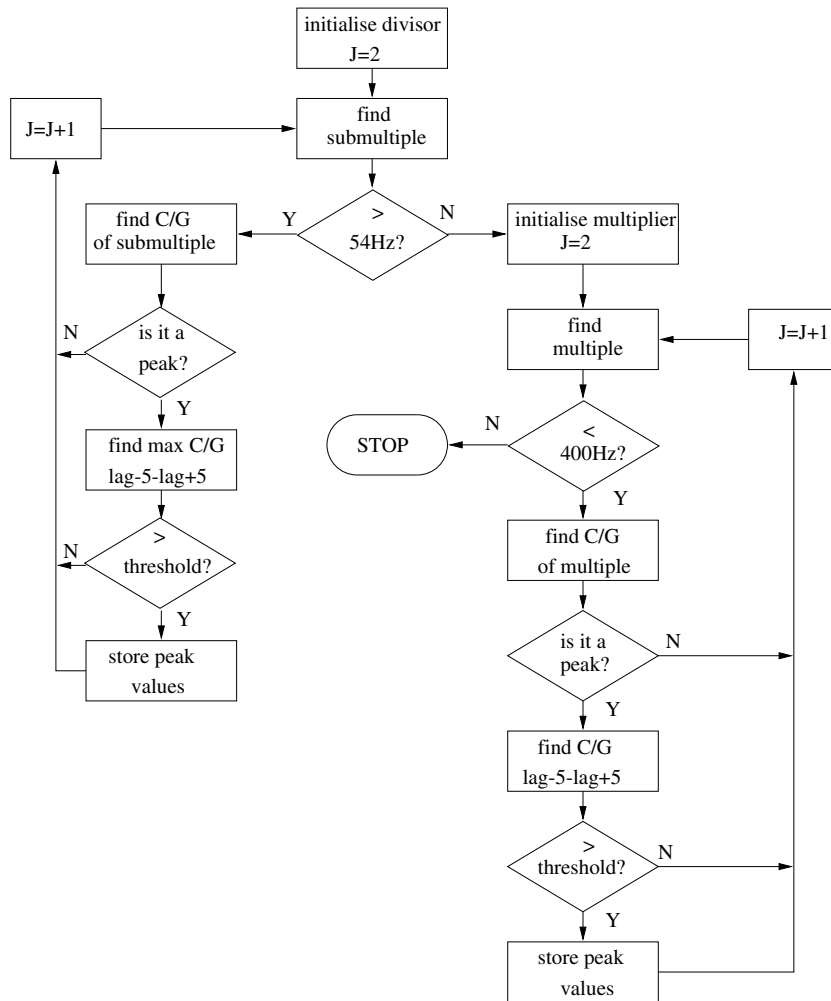 initialise divisor
J=2
J=J+1
find
submultiple
find C/G
of submultiple
Y
>
54Hz?
N
initialise multiplier
J=2
N
is it a
peak?
Y
find
multiple
J=J+1
find max C/G
lag-5-lag+5
STOP
N
<
400Hz?
Y
N
>
threshold?
Y
find C/G
of multiple
store peak
values
is it a
peak?
N
Y
find C/G
lag-5-lag+5
>
threshold?
N
Y
store peak
values